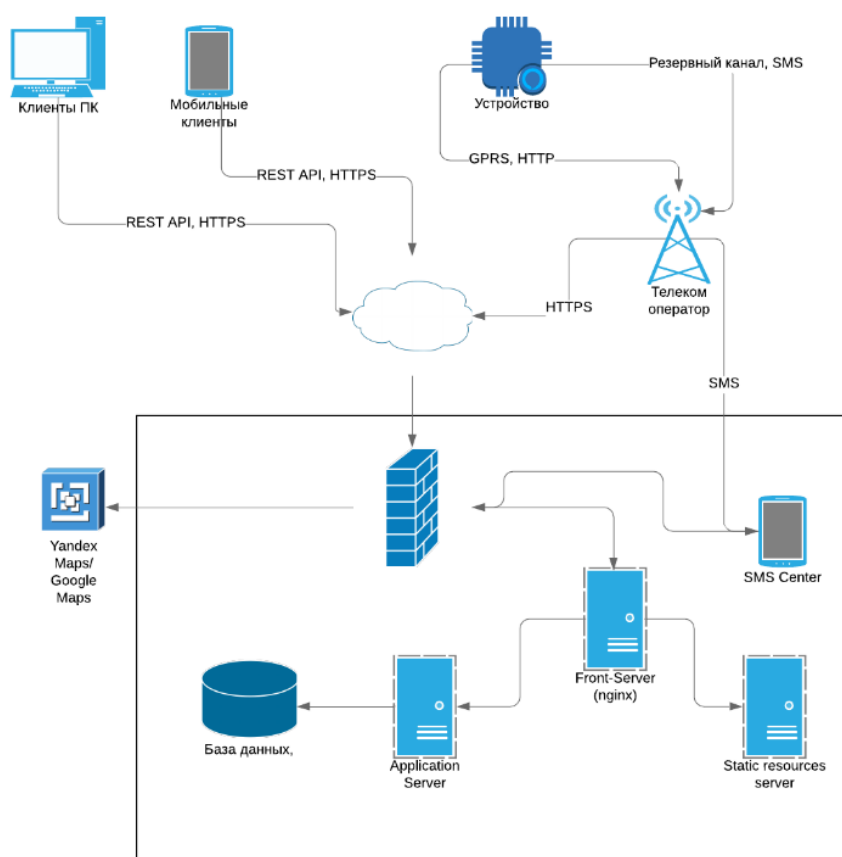 Клиенты ПК
Мобильные
клиенты
Устройство
Резервный канал, SMS
GPRS, HTTP
REST API, HTTPS
REST API, HTTPS
Телеком
оператор
HTTPS
SMS
Yandex
Maps/
Google
Maps
SMS Center
Front-Server
(nginx)
База данных,
Application
Server
Static resources
server